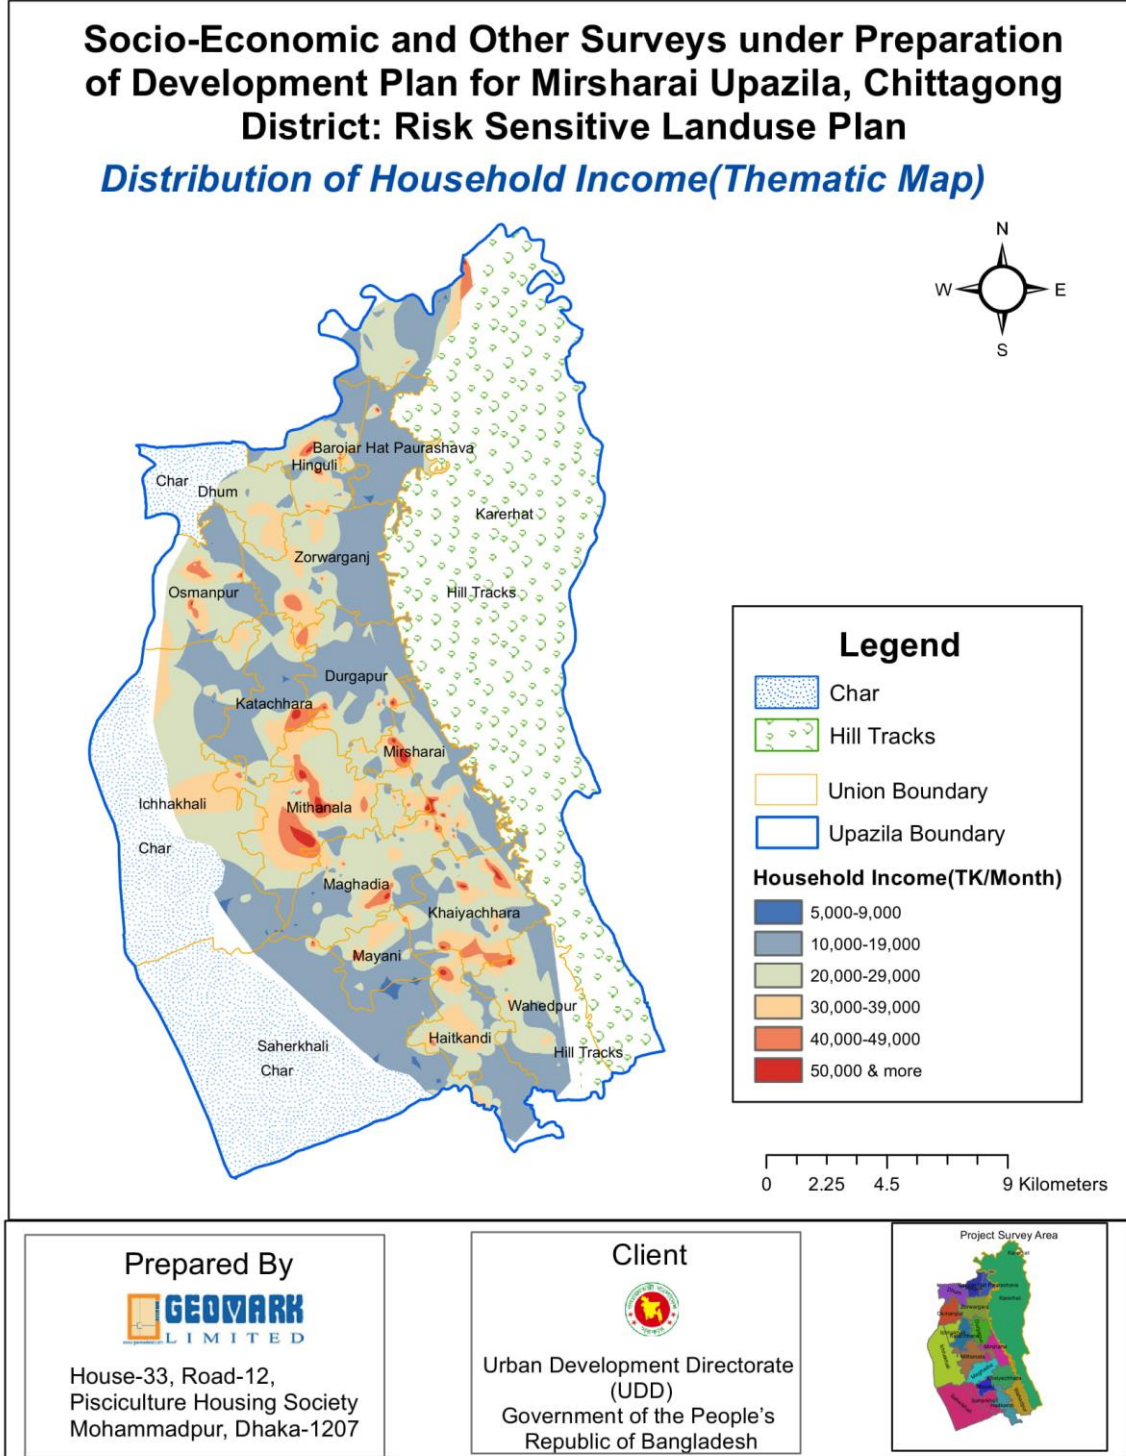 Socio-Economic and Other Surveys under Preparation
of Development Plan for Mirsharai Upazila, Chittagong
District: Risk Sensitive Landuse Plan
Distribution of Household Income(Thematic Map)
N
W E
S
Baroiar Hat Paurashava
Hinguli
Char
Dhum
Karerhat
Zorwarganj
Osmanpur
Hill Tracks
Durgapur
Katachhara
Mirsharai
Ichhakhali
Mithanala
Char
Maghadia
Khaiyachhara
Mayani
Wahedpur
Haitkandi
Saherkhali
Hill Tracks
Char
Legend
Char
Hill Tracks
Union Boundary
Upazila Boundary
Household Income(TK/Month)
5,000-9,000
10,000-19,000
20,000-29,000
30,000-39,000
40,000-49,000
50,000 & more
0 2.25 4.5 9 Kilometers
Prepared By
GEOMARK
LIMITED
House-33, Road-12,
Pisciculture Housing Society
Mohammadpur, Dhaka-1207
Client
Urban Development Directorate
(UDD)
Government of the People's
Republic of Bangladesh
Project Survey Area
Karerhat